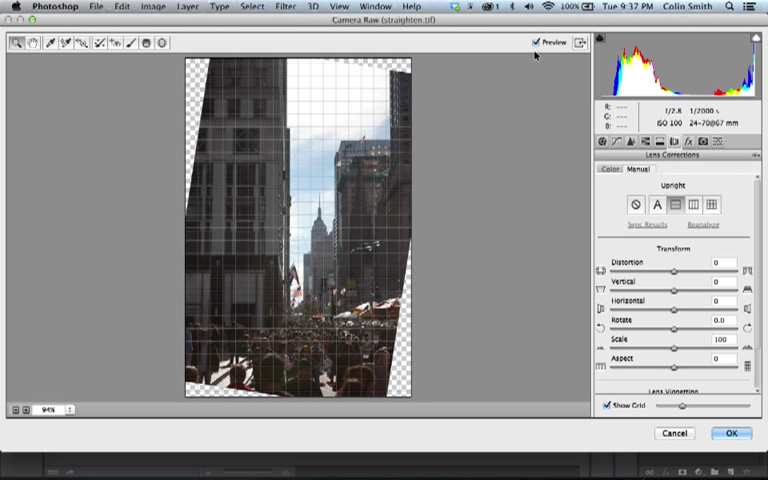 Photoshop File Edit Image Layer Type Select Filter 3D View Window Help 1 100% Tue 9:37 PM Colin Smith
Camera Raw (straighten.tif)
Preview
R: ---
G: ---
B: ---
f/2.8 1/2000 s
ISO 100 24-70@67 mm
fx
Lens Corrections
Color Manual
Upright
A
Sync Results Reanalyze
Transform
Distortion 0
Vertical 0
Horizontal 0
Rotate 0.0
Scale 100
Aspect 0
Lens Vignetting
Show Grid
94%
Cancel OK
fx